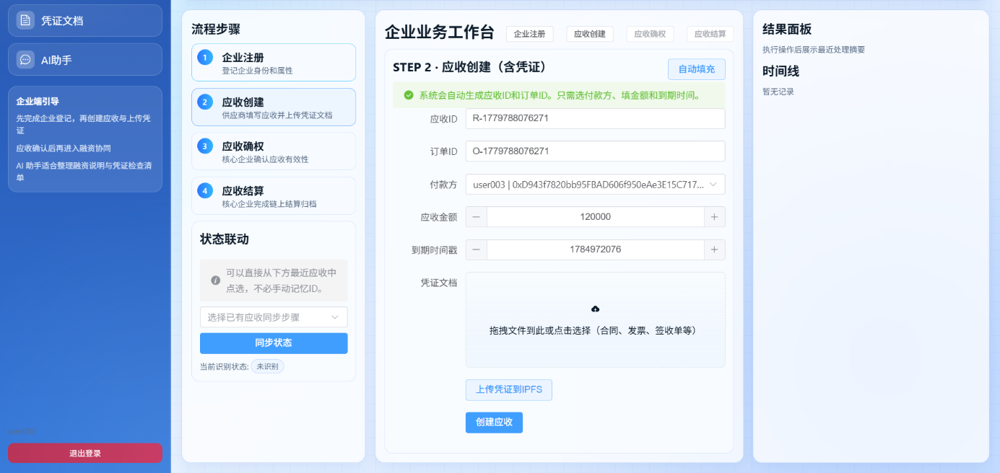 凭证文档
AI助手
企业端引导
先完成企业登记，再创建应收与上传凭
证
应收确认后再进入融资协同
AI 助手适合整理融资说明与凭证检查清
单
退出登录
流程步骤
1 企业注册
登记企业身份和属性
2 应收创建
供应商填写应收并上传凭证文档
3 应收确权
核心企业确认应收有效性
4 应收结算
核心企业完成链上结算归档
状态联动
可以直接从下方最近应收中
点选，不必手动记忆ID。
选择已有应收同步步骤
同步状态
当前识别状态: 未识别
企业业务工作台 企业注册 应收创建 应收确权 应收结算
STEP 2 · 应收创建（含凭证） 自动填充
系统会自动生成应收ID和订单ID。只需选付款方、填金额和到期时间。
应收ID R-1779788076271
订单ID O-1779788076271
付款方 user003 | 0xD943f7820bb95FBAD606f950eAe3E15C717...
应收金额 120000
到期时间戳 1784972076
凭证文档
拖拽文件到此或点击选择（合同、发票、签收单等）
上传凭证到IPFS
创建应收
结果面板
执行操作后展示最近处理摘要
时间线
暂无记录